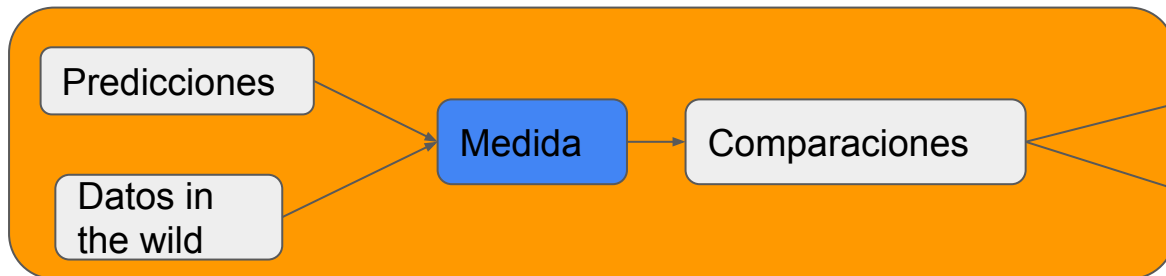 Predicciones
Medida
Comparaciones
Datos in
the wild